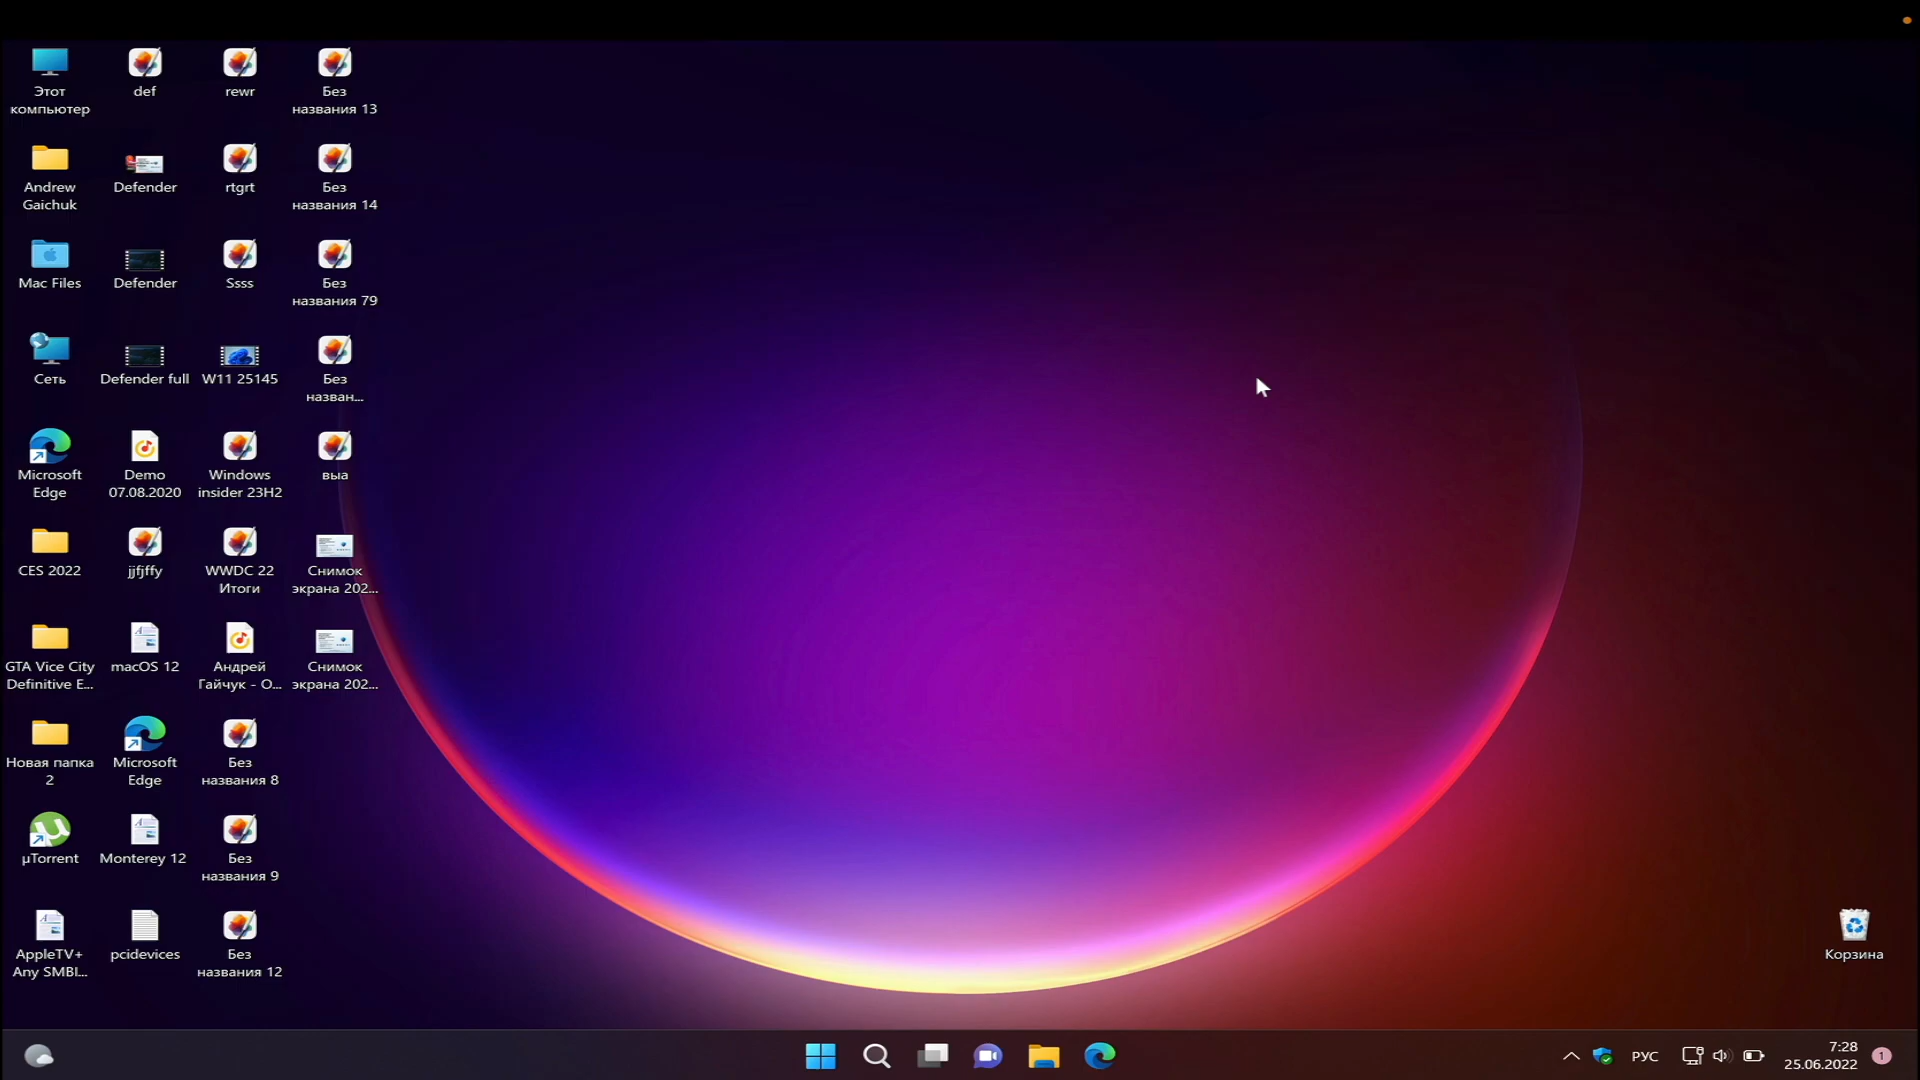 Этот
компьютер
Andrew
Gaichuk
Mac Files
Сеть
Microsoft
Edge
CES 2022
GTA Vice City
Definitive E...
Новая папка
2
µTorrent
AppleTV+
Any SMBI...
def
Defender
Defender
Defender full
Demo
07.08.2020
jjfjffy
macOS 12
Microsoft
Edge
Monterey 12
pcidevices
rewr
rtgrt
Ssss
W11 25145
Windows
insider 23H2
WWDC 22
Итоги
Андрей
Гайчук - О...
Без
названия 8
Без
названия 9
Без
названия 12
Без
названия 13
Без
названия 14
Без
названия 79
Без
назван...
выа
Снимок
экрана 202...
Снимок
экрана 202...
Корзина
РУС
7:28
25.06.2022
1